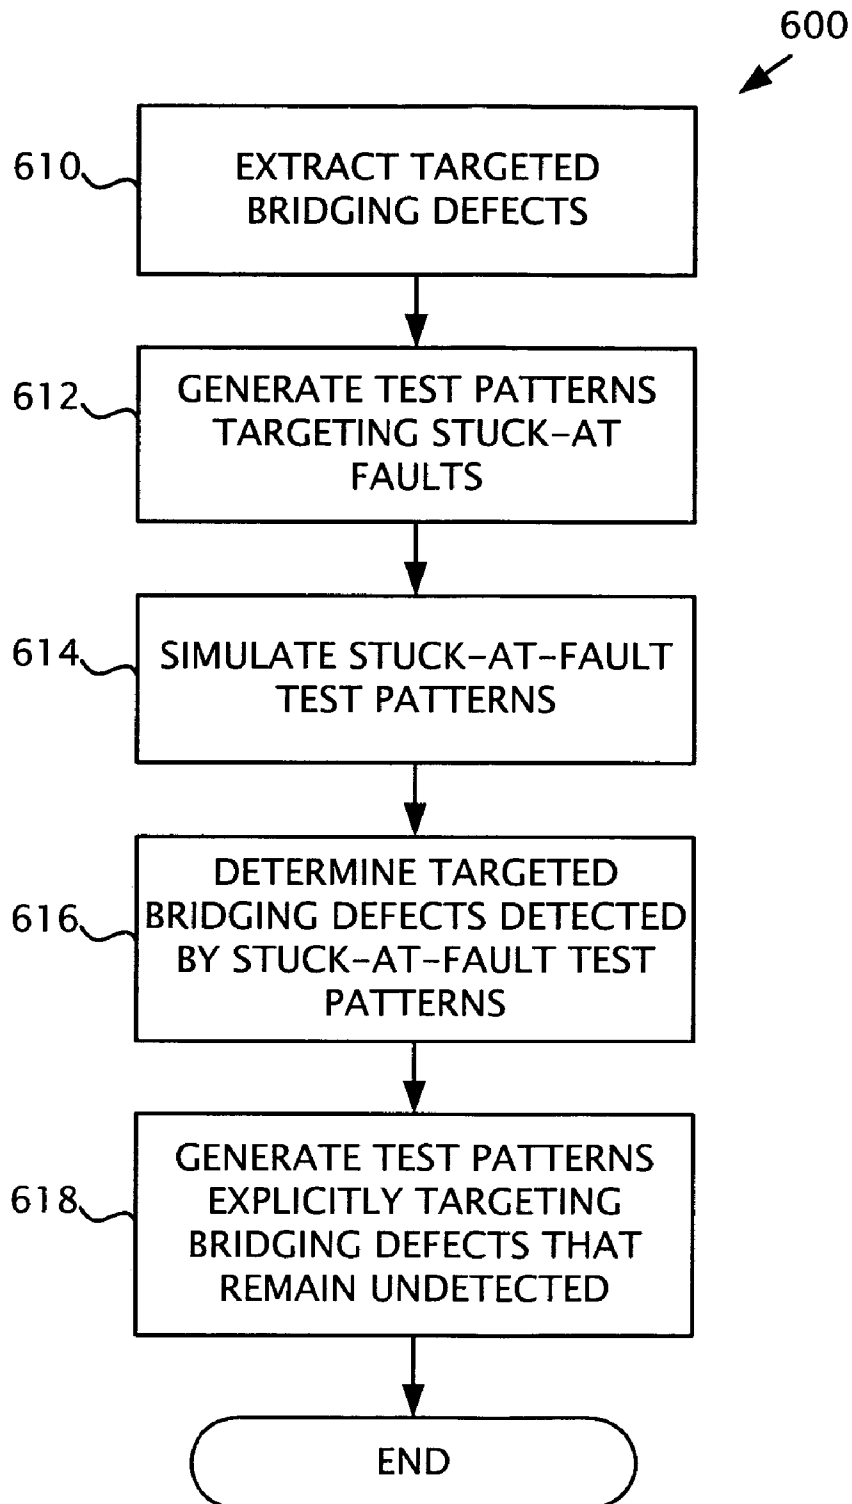 600
610
EXTRACT TARGETED
BRIDGING DEFECTS
612
GENERATE TEST PATTERNS
TARGETING STUCK-AT
FAULTS
614
SIMULATE STUCK-AT-FAULT
TEST PATTERNS
616
DETERMINE TARGETED
BRIDGING DEFECTS DETECTED
BY STUCK-AT-FAULT TEST
PATTERNS
618
GENERATE TEST PATTERNS
EXPLICITLY TARGETING
BRIDGING DEFECTS THAT
REMAIN UNDETECTED
END